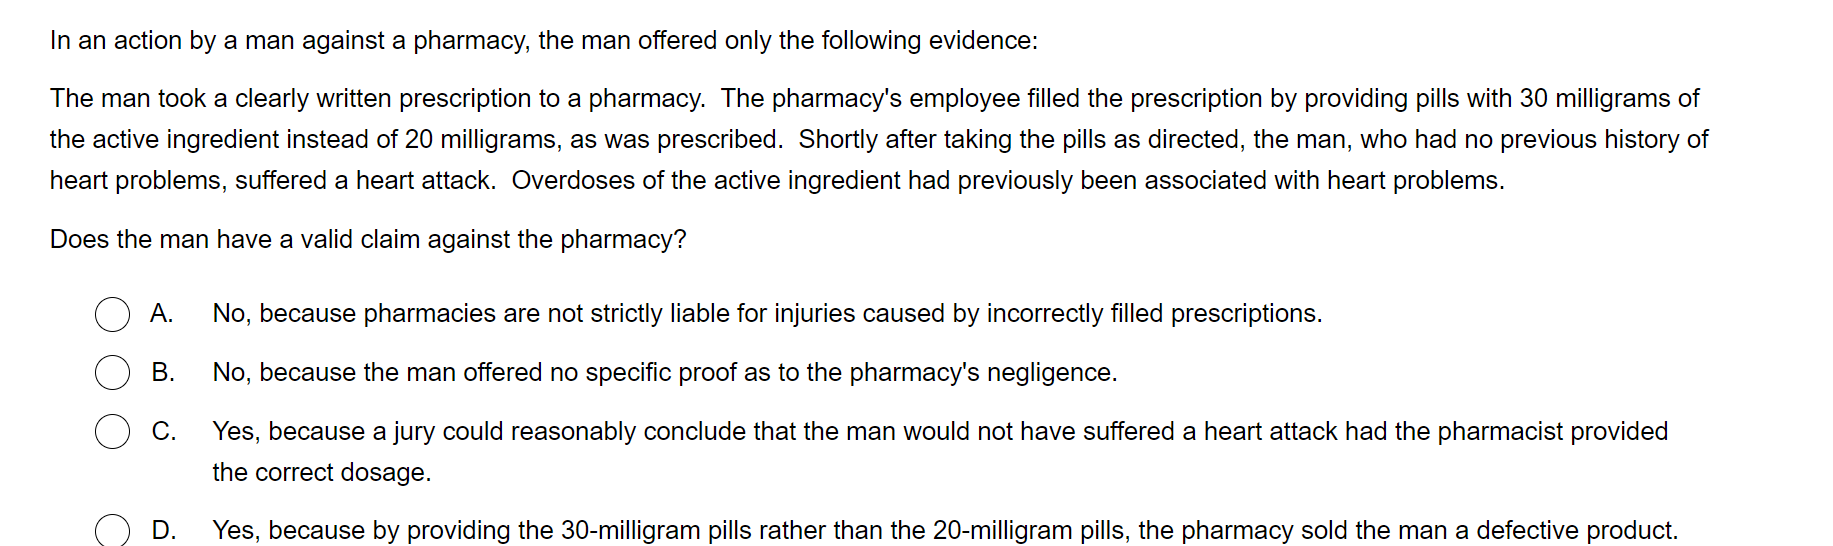 In an action by a man against a pharmacy, the man offered only the following evidence:
The man took a clearly written prescription to a pharmacy.  The pharmacy's employee filled the prescription by providing pills with 30 milligrams of
the active ingredient instead of 20 milligrams, as was prescribed.  Shortly after taking the pills as directed, the man, who had no previous history of
heart problems, suffered a heart attack.  Overdoses of the active ingredient had previously been associated with heart problems.
Does the man have a valid claim against the pharmacy?
A. No, because pharmacies are not strictly liable for injuries caused by incorrectly filled prescriptions.
B. No, because the man offered no specific proof as to the pharmacy's negligence.
C. Yes, because a jury could reasonably conclude that the man would not have suffered a heart attack had the pharmacist provided
the correct dosage.
D. Yes, because by providing the 30-milligram pills rather than the 20-milligram pills, the pharmacy sold the man a defective product.